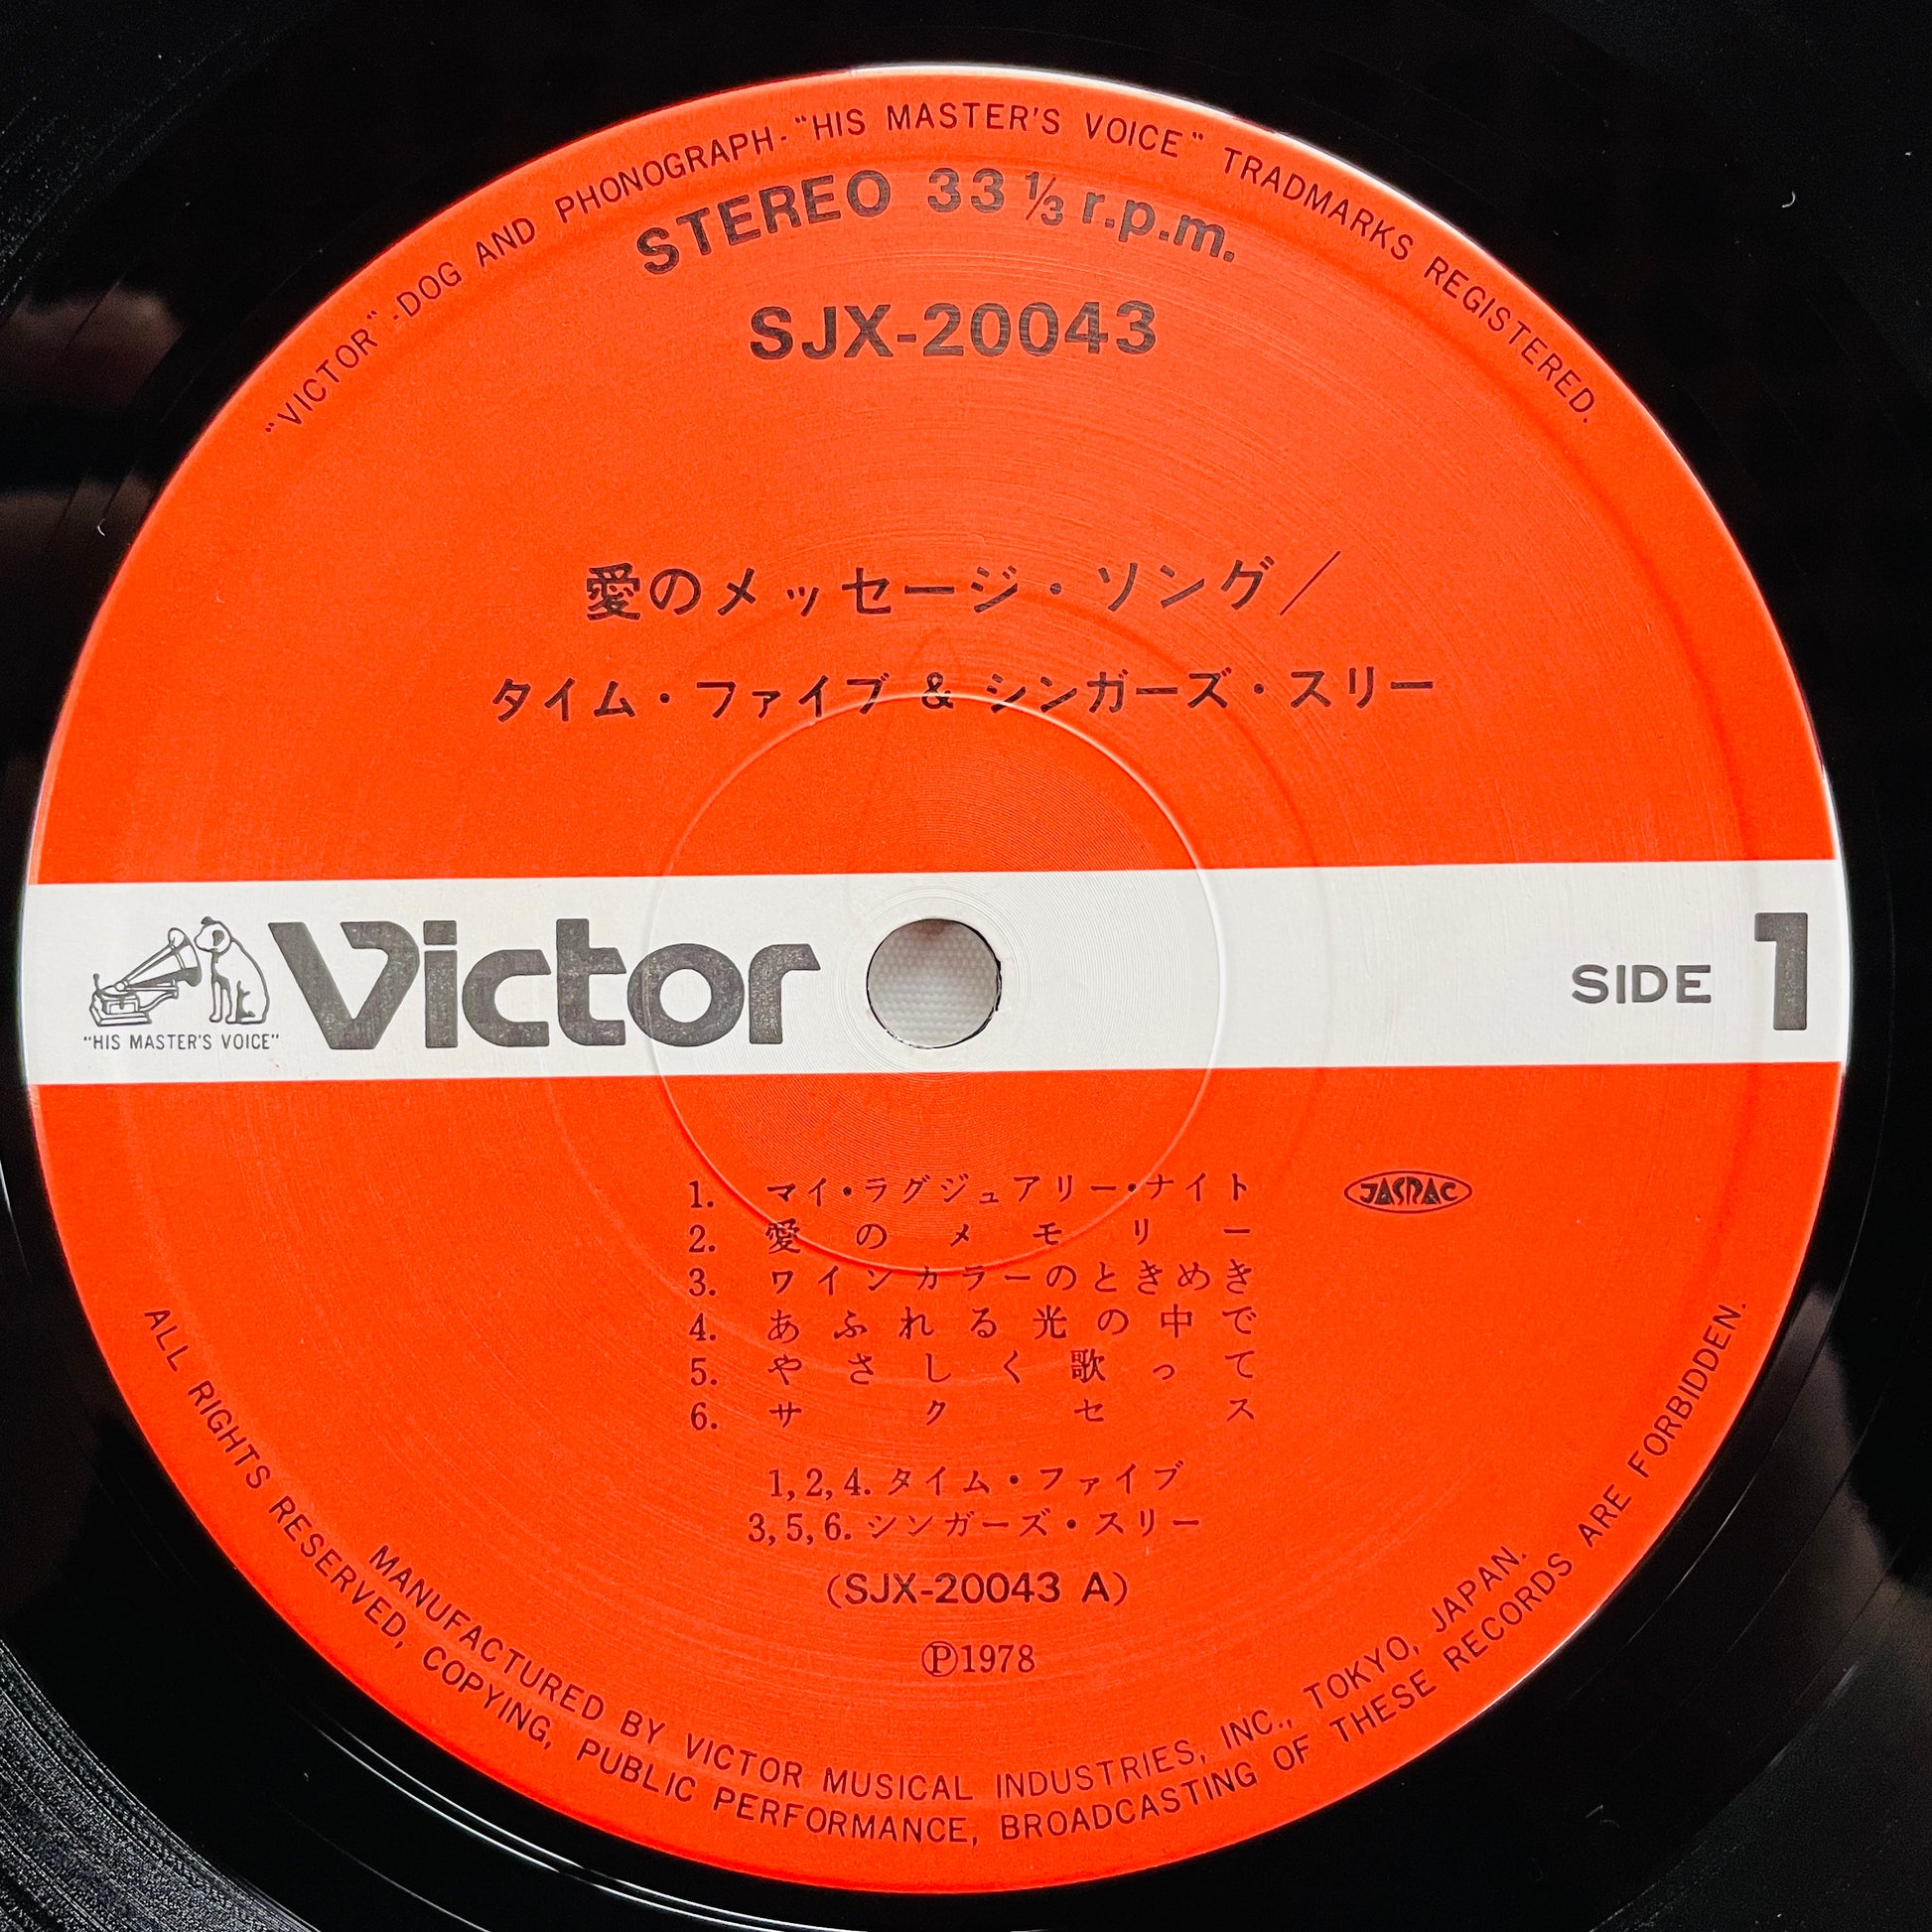 "VICTOR"-DOG AND PHONOGRAPH-"HIS MASTER'S VOICE" TRADMARKS REGISTERED.
STEREO 33 1/3 r.p.m.
SJX-20043
愛のメッセージ・ソング／
タイム・ファイブ & シンガーズ・スリー
"HIS MASTER'S VOICE"
Victor
SIDE 1
1. マイ・ラグジュアリー・ナイト
JASRAC
2. 愛のメモリー
3. ワインカラーのときめき
4. あふれる光の中で
5. やさしく歌って
6. サクセス
1,2,4. タイム・ファイブ
3,5,6. シンガーズ・スリー
(SJX-20043 A)
Ⓟ1978
MANUFACTURED BY VICTOR MUSICAL INDUSTRIES, INC., TOKYO, JAPAN.
ALL RIGHTS RESERVED, COPYING, PUBLIC PERFORMANCE, BROADCASTING OF THESE RECORDS ARE FORBIDDEN.